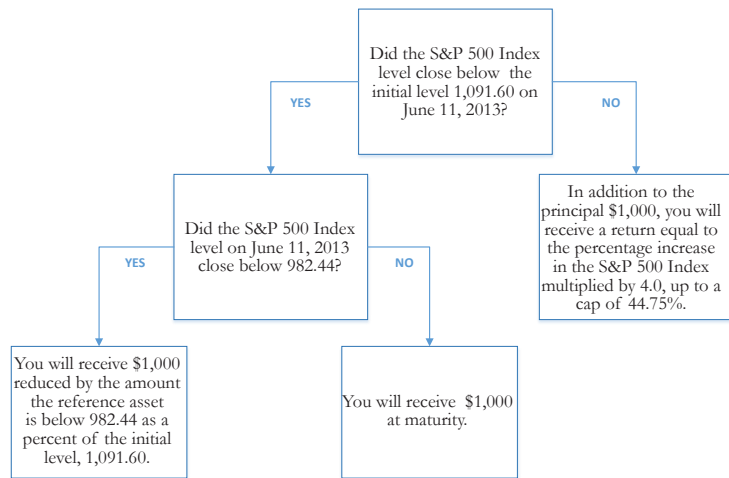 Did the S&P 500 Index
level close below the
initial level 1,091.60 on
June 11, 2013?
YES
NO
Did the S&P 500 Index
level on June 11, 2013
close below 982.44?
In addition to the
principal $1,000, you will
receive a return equal to
the percentage increase
in the S&P 500 Index
multiplied by 4.0, up to a
cap of 44.75%.
YES
NO
You will receive $1,000
reduced by the amount
the reference asset
is below 982.44 as a
percent of the initial
level, 1,091.60.
You will receive $1,000
at maturity.